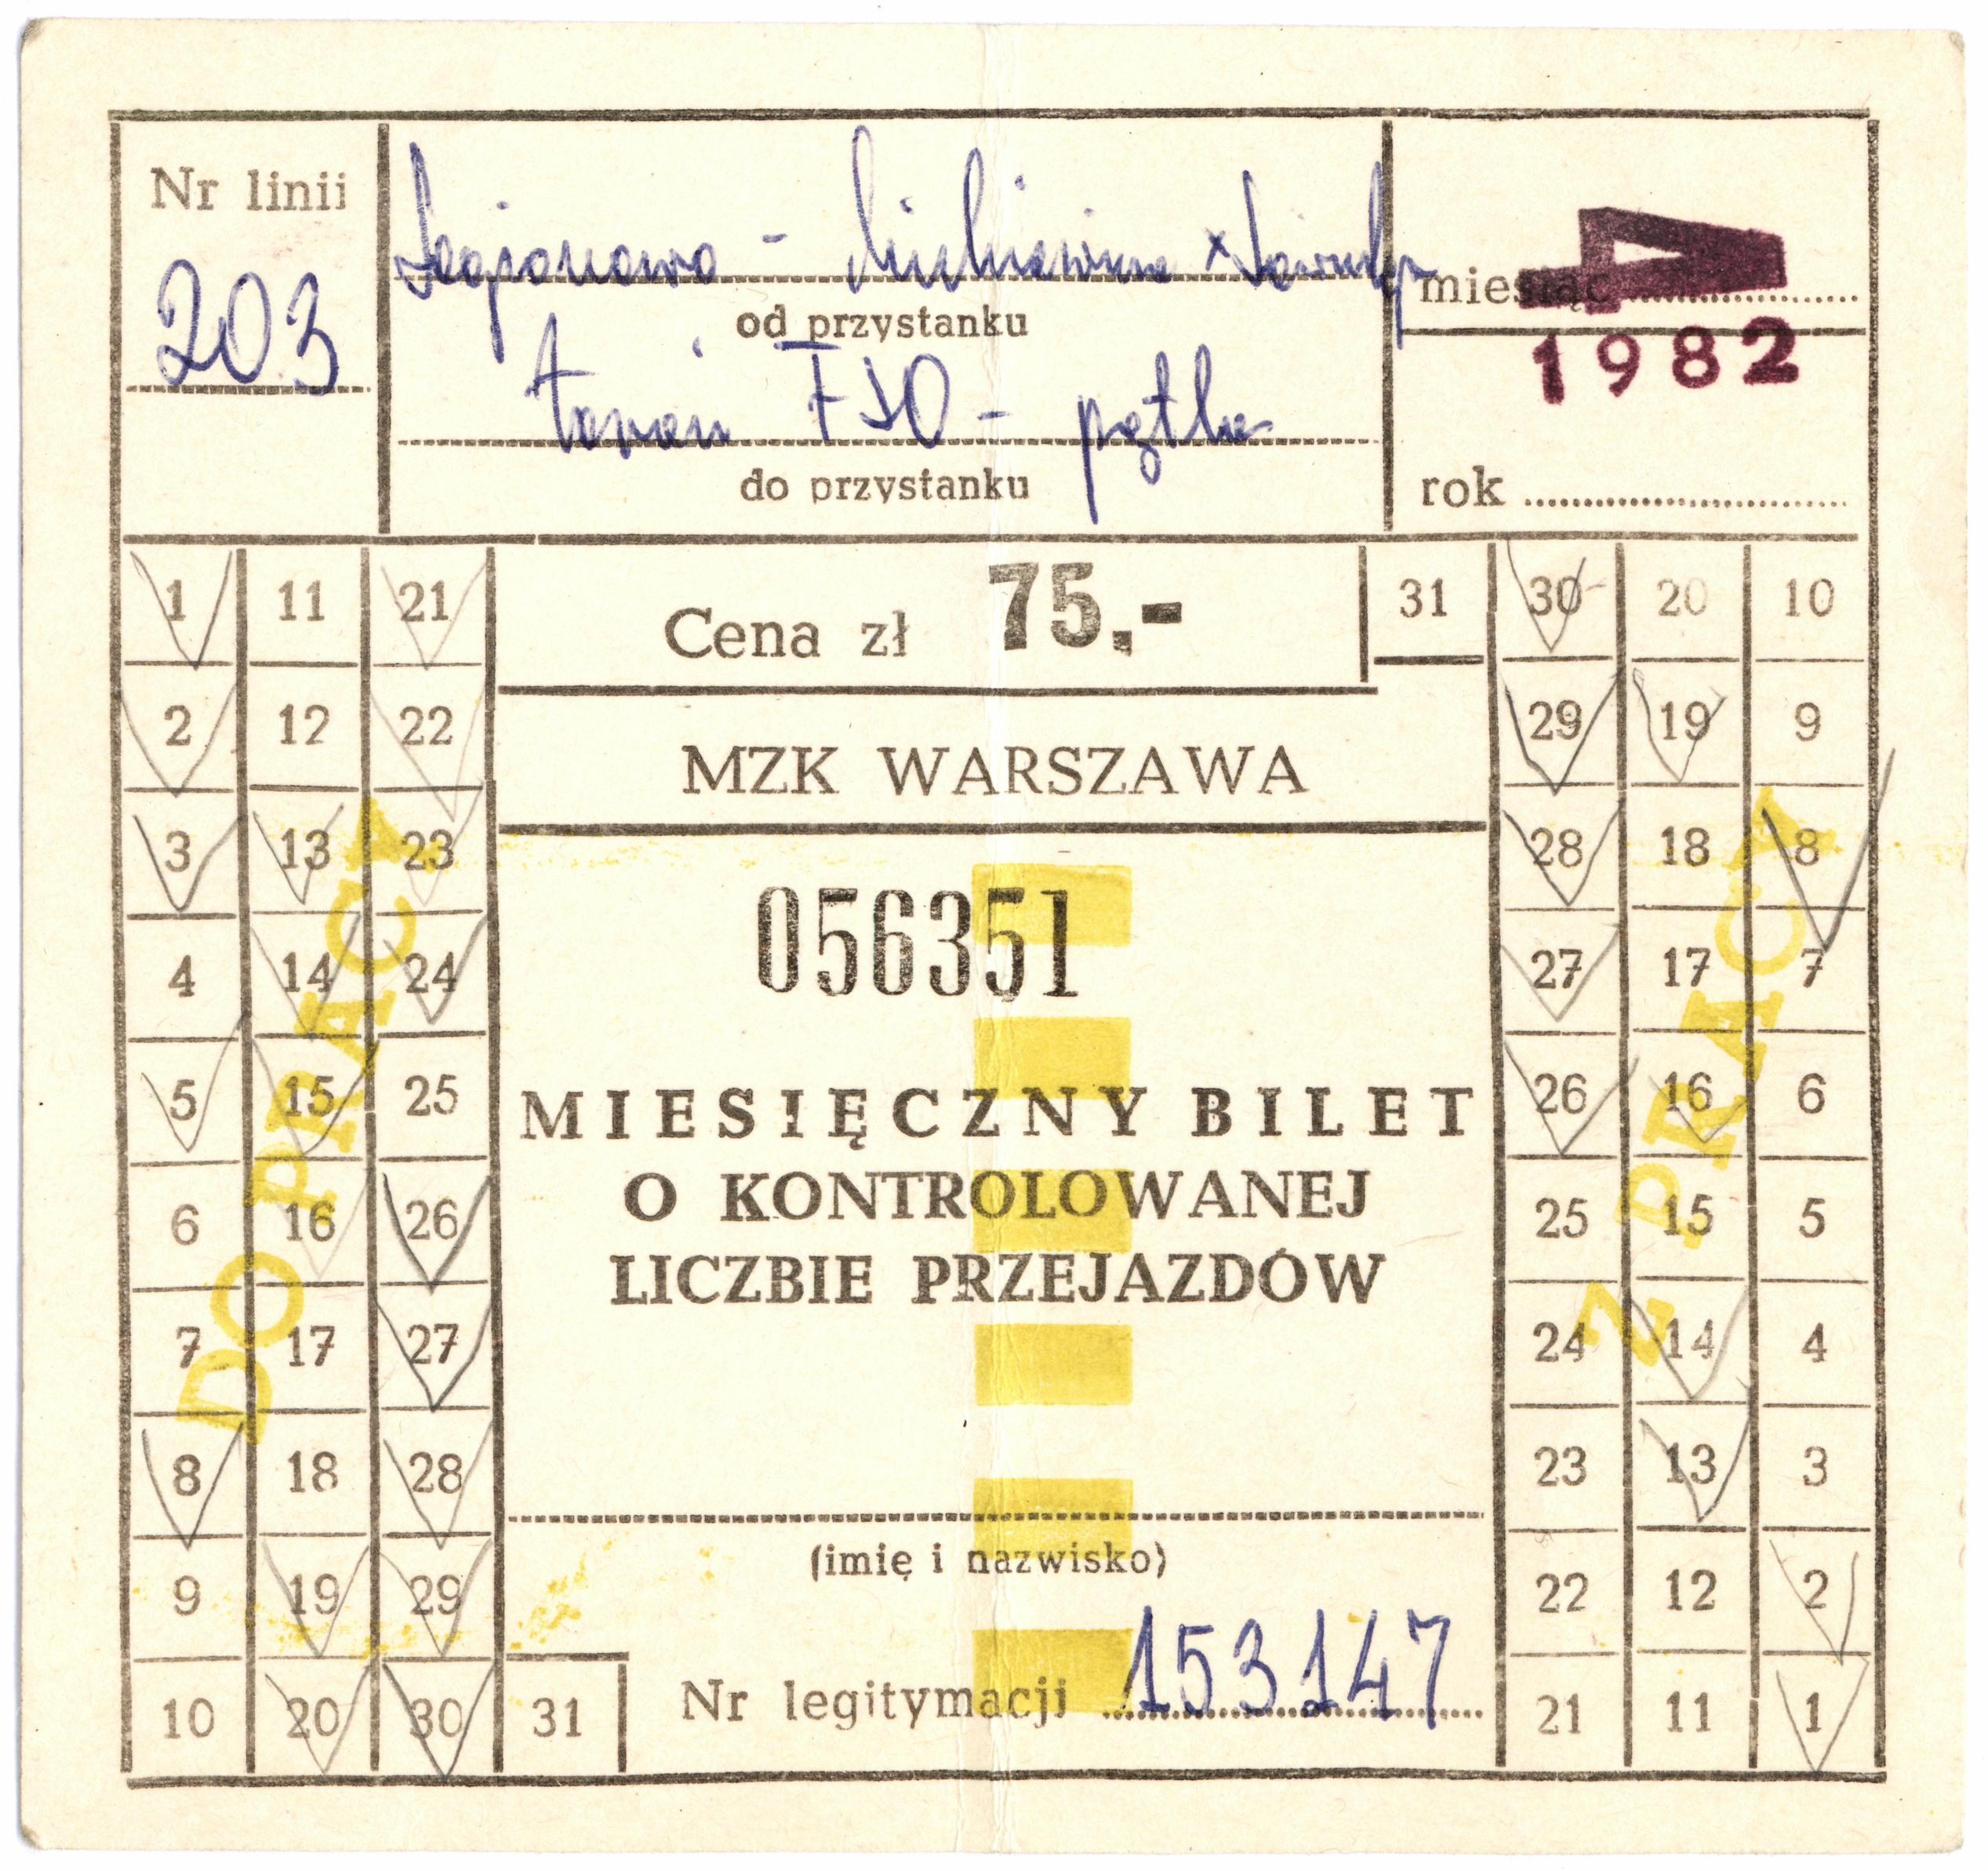 Nr linii
203
Legionowo -
od przystanku
teren FSO - pętla
do przystanku
miesiąc
1982
rok
Cena zł 75.-
MZK WARSZAWA
056351
MIESIĘCZNY BILET
O KONTROLOWANEJ
LICZBIE PRZEJAZDÓW
(imię i nazwisko)
Nr legitymacji 153147
DO PRACY
Z PRACY
1 11 21
2 12 22
3 13 23
4 14 24
5 15 25
6 16 26
7 17 27
8 18 28
9 19 29
10 20 30 31
31 30 20 10
29 19 9
28 18 8
27 17 7
26 16 6
25 15 5
24 14 4
23 13 3
22 12 2
21 11 1